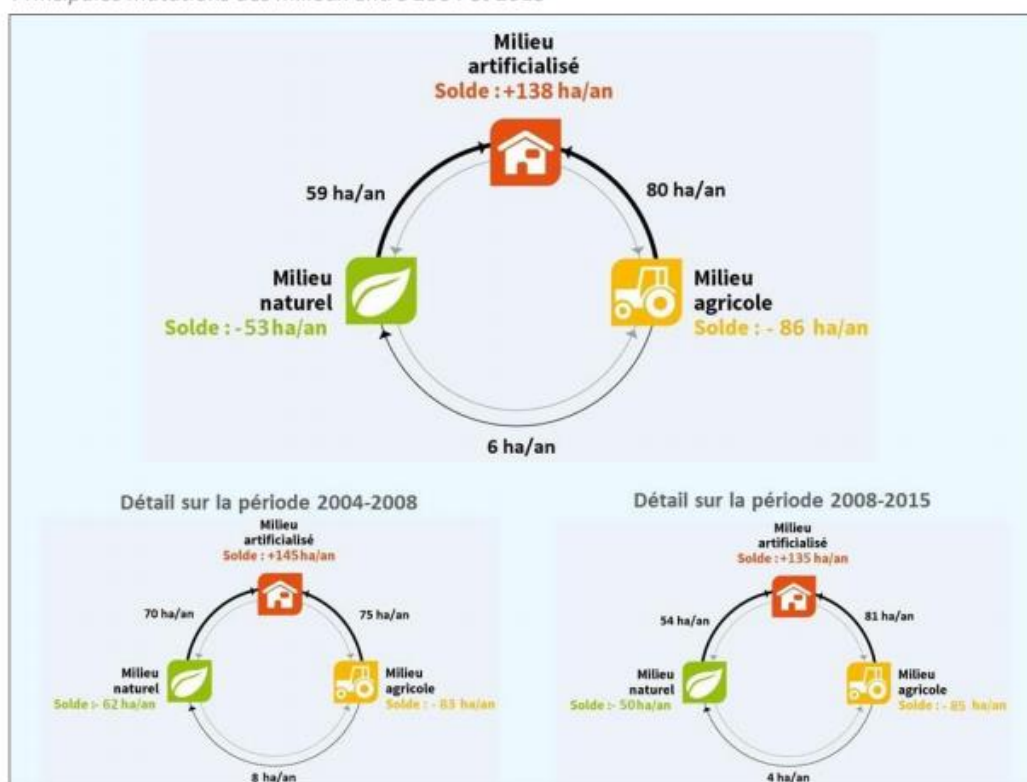 Milieu
artificialisé
Solde : +138 ha/an
59 ha/an
80 ha/an
Milieu
naturel
Solde : - 53 ha/an
Milieu
agricole
Solde : - 86 ha/an
6 ha/an
Détail sur la période 2004-2008
Milieu
artificialisé
Solde : +145 ha/an
70 ha/an
75 ha/an
Milieu
naturel
Solde :- 62 ha/an
Milieu
agricole
Solde : - 83 ha/an
8 ha/an
Détail sur la période 2008-2015
Milieu
artificialisé
Solde : +135 ha/an
54 ha/an
81 ha/an
Milieu
naturel
Solde :- 50 ha/an
Milieu
agricole
Solde : - 85 ha/an
4 ha/an